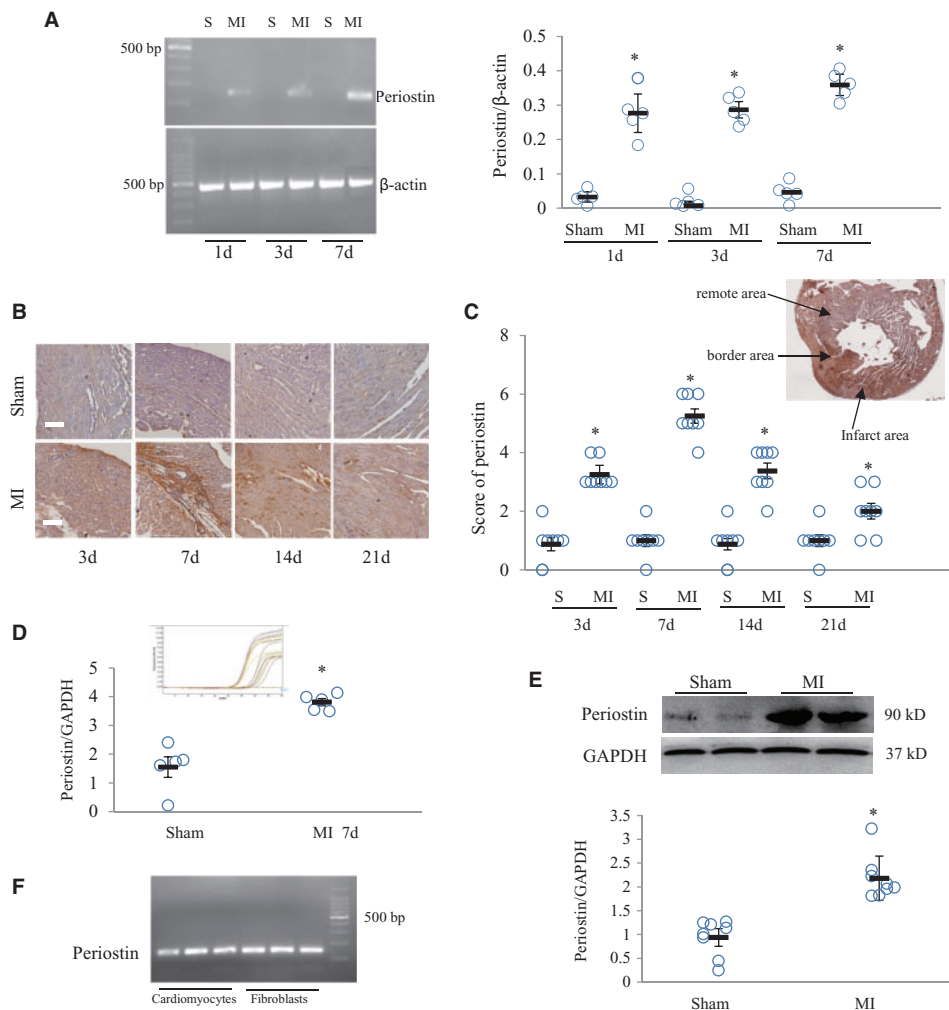 A
S MI S MI S MI
500 bp
Periostin
500 bp
β-actin
1d 3d 7d
Periostin/β-actin
0.5
0.4
0.3
0.2
0.1
0
* * *
Sham MI Sham MI Sham MI
1d 3d 7d
B
Sham
MI
3d 7d 14d 21d
C
remote area
border area
Infarct area
Score of periostin
8
6
4
2
0
* * * *
S MI S MI S MI S MI
3d 7d 14d 21d
D
Periostin/GAPDH
5
4
3
2
1
0
*
Sham MI 7d
E
Sham MI
Periostin 90 kD
GAPDH 37 kD
Periostin/GAPDH
3.5
3
2.5
2
1.5
1
0.5
0
*
Sham MI
F
500 bp
Periostin
Cardiomyocytes Fibroblasts